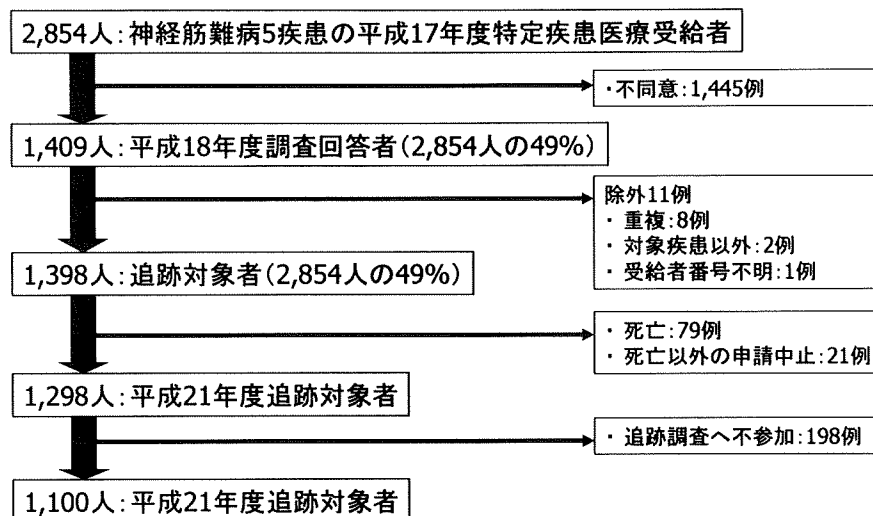 2,854人：神経筋難病5疾患の平成17年度特定疾患医療受給者
・不同意：1,445例
1,409人：平成18年度調査回答者（2,854人の49%）
除外11例
・ 重複：8例
・ 対象疾患以外：2例
・ 受給者番号不明：1例
1,398人：追跡対象者（2,854人の49%）
・ 死亡：79例
・ 死亡以外の申請中止：21例
1,298人：平成21年度追跡対象者
・ 追跡調査へ不参加：198例
1,100人：平成21年度追跡対象者